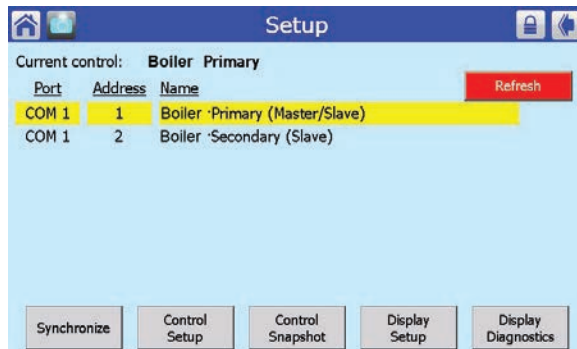 Setup
Current control: Boiler Primary
Port Address Name
Refresh
COM 1 1 Boiler ·Primary (Master/Slave)
COM 1 2 Boiler ·Secondary (Slave)
Synchronize
Control Setup
Control Snapshot
Display Setup
Display Diagnostics